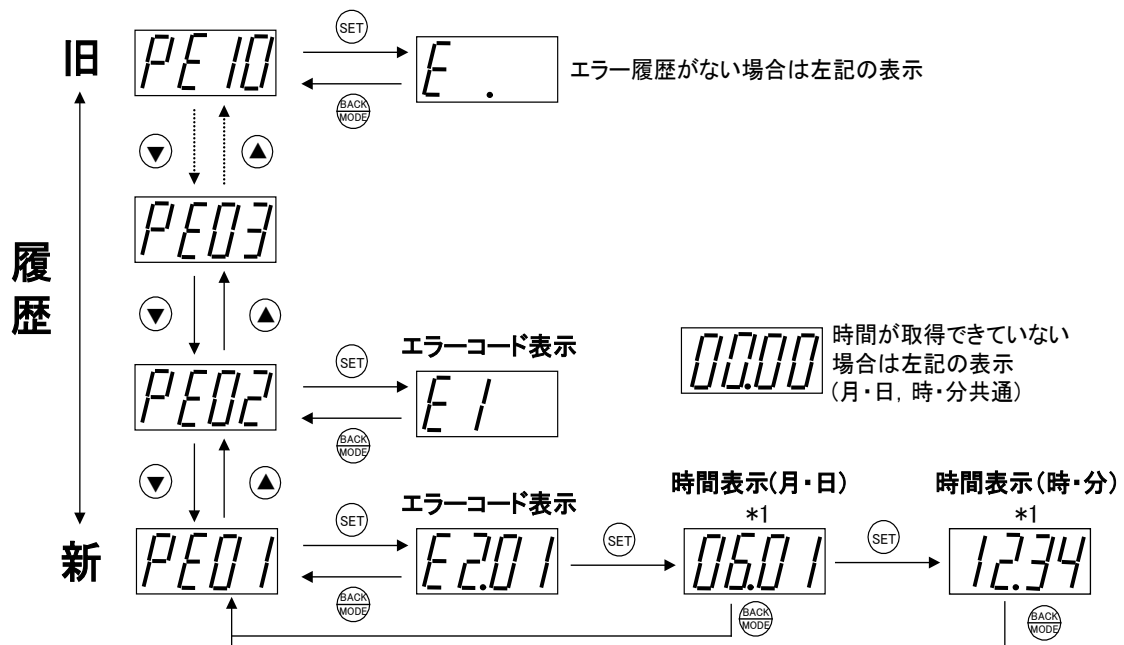 旧
PE10
SET
BACK
MODE
E .
エラー履歴がない場合は左記の表示
▼
▲
PE03
履
歴
▼
▲
PE02
SET
BACK
MODE
エラーコード表示
E1
00.00
時間が取得できていない
場合は左記の表示
(月・日, 時・分共通)
▼
▲
新
PE01
SET
BACK
MODE
エラーコード表示
E2.01
SET
時間表示(月・日)
*1
06.01
BACK
MODE
SET
時間表示(時・分)
*1
12.34
BACK
MODE